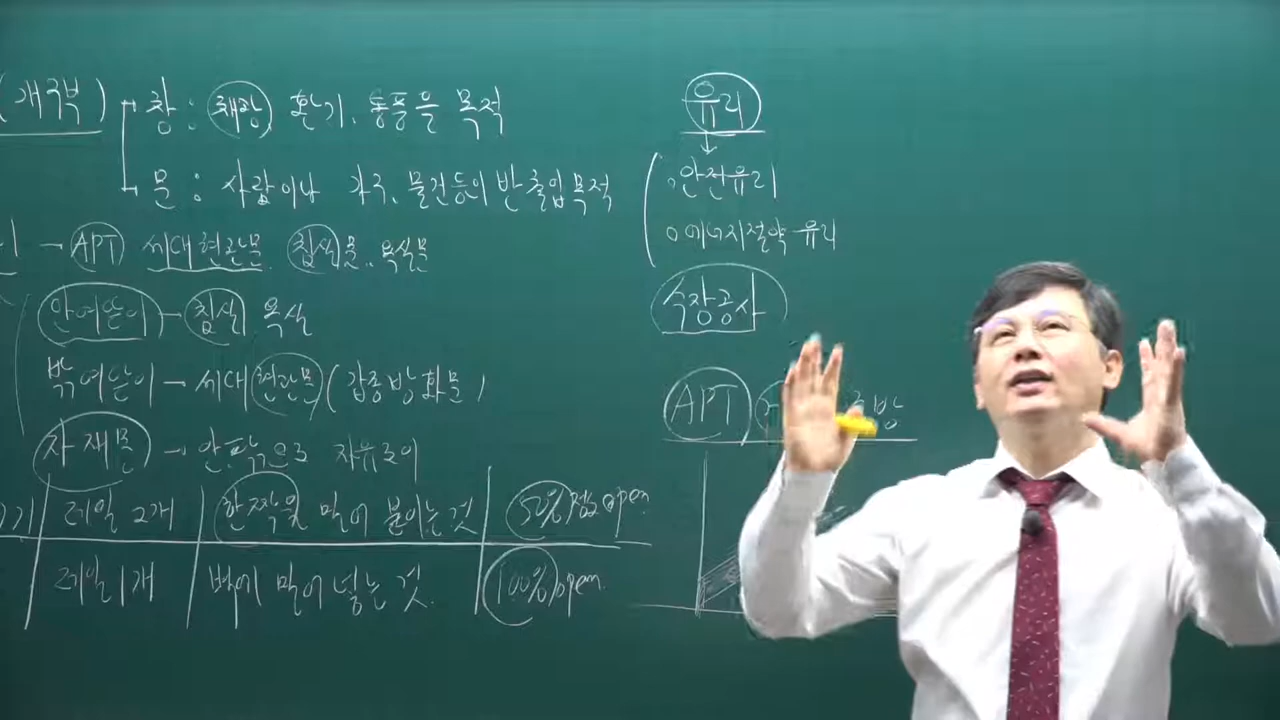 (개구부) 창 : 채광 환기、통풍을 목적
문 : 사람이나 가구、물건등이 반출입 목적
→ APT 세대현관문、침실문、욕실문
안여닫이 → 침실 욕실
밖여닫이 → 세대현관문 (갑종방화문)
자재문 → 안.팎으로 자유로이
레일 2개 한짝을 밀어 붙이는 것 50%정도 open
레일 1개 벽에 밀어 넣는 것. 100% open.
유리
o 안전유리
o 에너지절약 유리
수장공사
APT